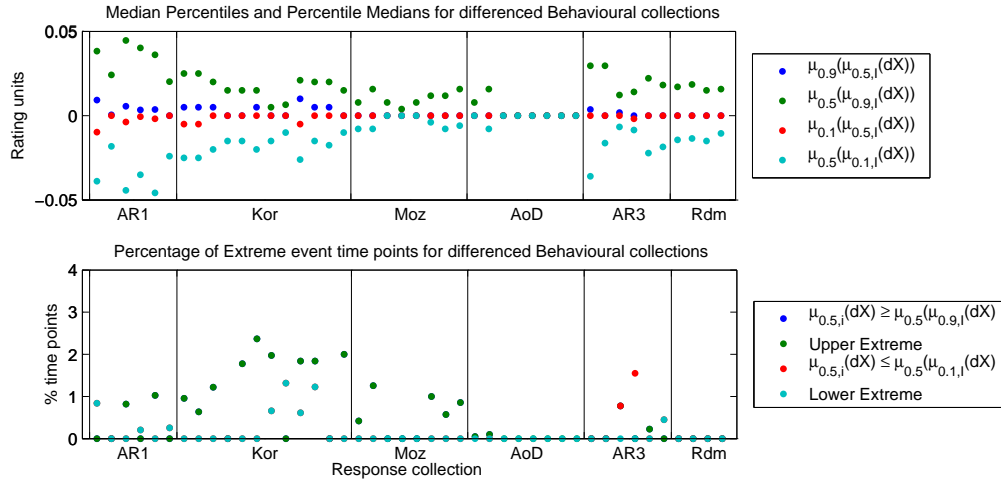 Median Percentiles and Percentile Medians for differenced Behavioural collections
0.05
0
−0.05
Rating units
AR1 Kor Moz AoD AR3 Rdm
μ0.9(μ0.5,I(dX))
μ0.5(μ0.9,I(dX))
μ0.1(μ0.5,I(dX))
μ0.5(μ0.1,I(dX))
Percentage of Extreme event time points for differenced Behavioural collections
4
3
2
1
0
% time points
AR1 Kor Moz AoD AR3 Rdm
Response collection
μ0.5,i(dX) ≥ μ0.5(μ0.9,I(dX)
Upper Extreme
μ0.5,i(dX) ≤ μ0.5(μ0.1,I(dX)
Lower Extreme